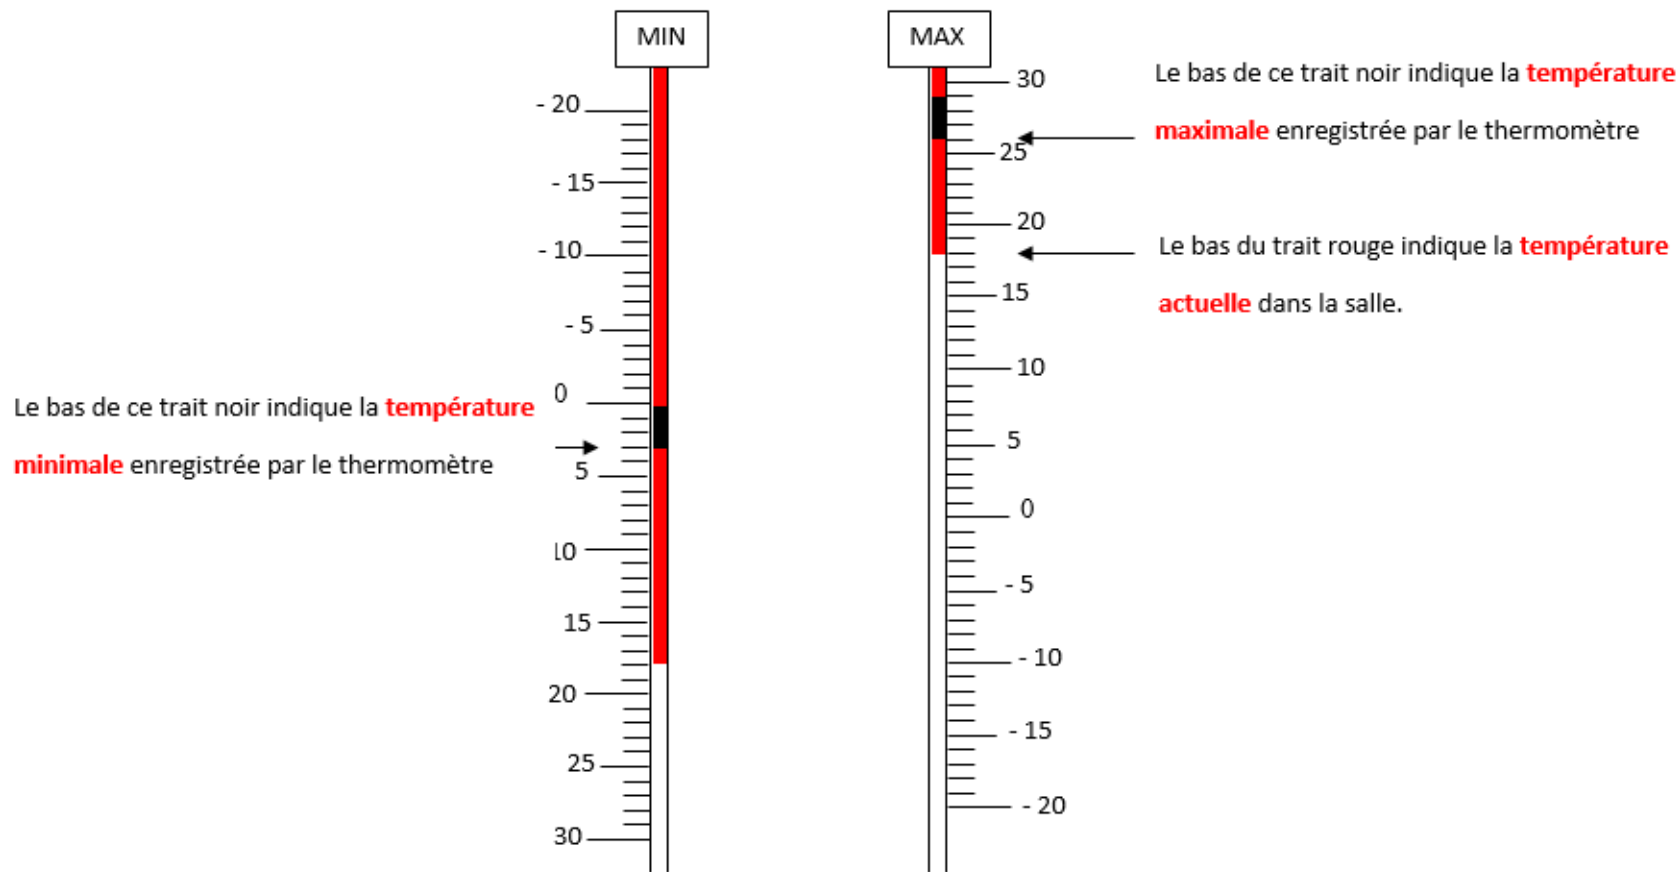 MIN
MAX
Le bas de ce trait noir indique la température
maximale enregistrée par le thermomètre
Le bas du trait rouge indique la température
actuelle dans la salle.
Le bas de ce trait noir indique la température
minimale enregistrée par le thermomètre
- 20
- 15
- 10
- 5
0
5
10
15
20
25
30
30
25
20
15
10
5
0
- 5
- 10
- 15
- 20